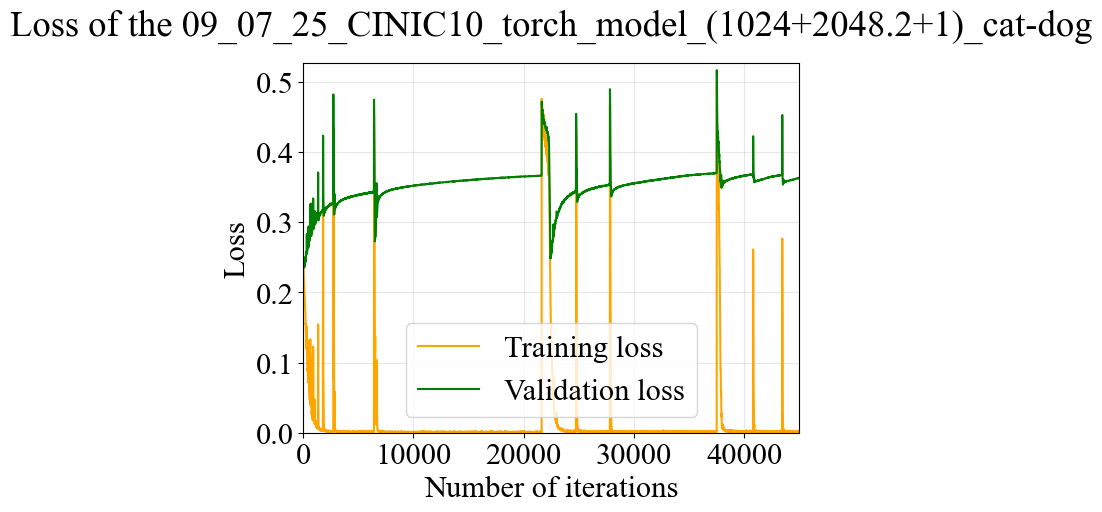 Loss of the 09_07_25_CINIC10_torch_model_(1024+2048.2+1)_cat-dog
0.5
0.4
0.3
0.2
0.1
0.0
Loss
Training loss
Validation loss
0 10000 20000 30000 40000
Number of iterations